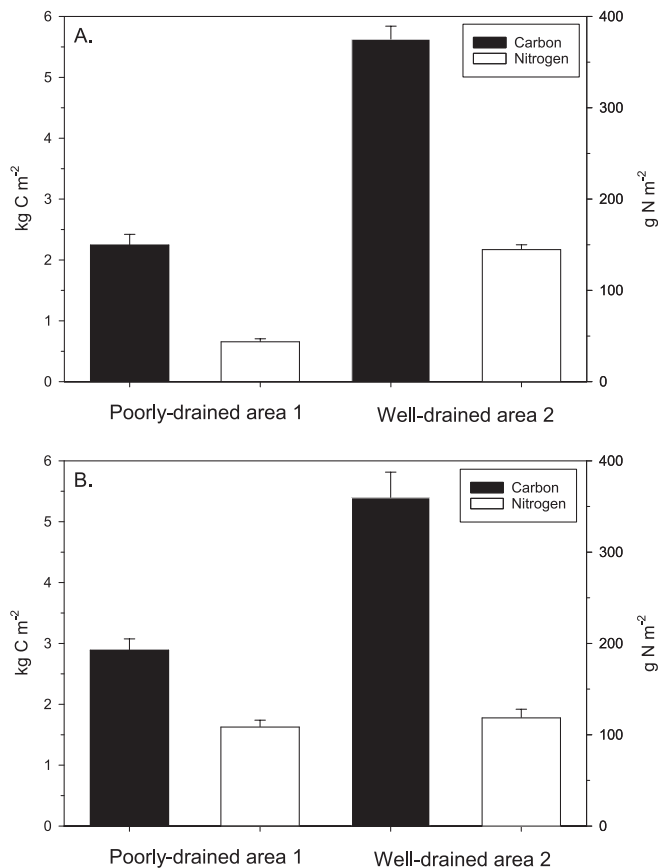 A.
Carbon
Nitrogen
6
5
4
3
2
1
0
kg C m⁻²
400
300
200
100
0
g N m⁻²
Poorly-drained area 1
Well-drained area 2
B.
Carbon
Nitrogen
6
5
4
3
2
1
0
kg C m⁻²
400
300
200
100
0
g N m⁻²
Poorly-drained area 1
Well-drained area 2